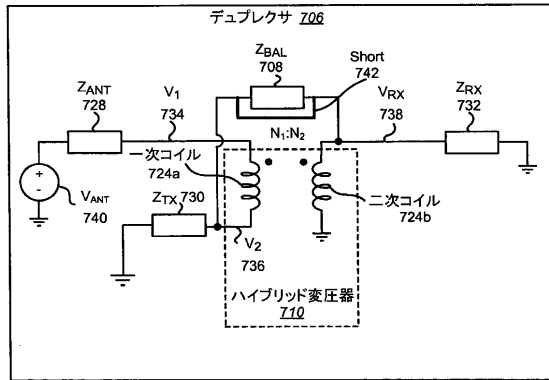 デュプレクサ 706
ZBAL
708
Short
742
ZANT
728
V1
734
VRX
738
ZRX
732
N1:N2
一次コイル
724a
二次コイル
724b
+
-
VANT
740
ZTX 730
V2
736
ハイブリッド変圧器
710